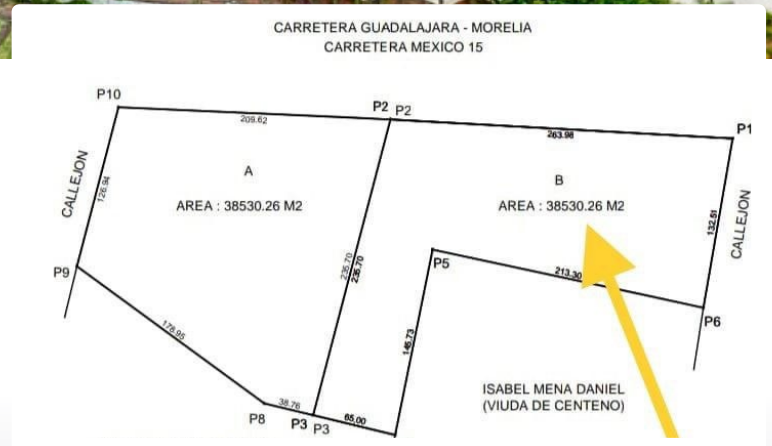 CARRETERA GUADALAJARA - MORELIA
CARRETERA MEXICO 15
P10
P2 P2
P1
209.62
263.98
CALLEJON
126.94
A
AREA : 38530.26 M2
B
AREA : 38530.26 M2
132.51
CALLEJON
235.70
235.70
P5
P9
213.30
P6
178.95
145.73
ISABEL MENA DANIEL
(VIUDA DE CENTENO)
38.76
65.00
P8
P3 P3